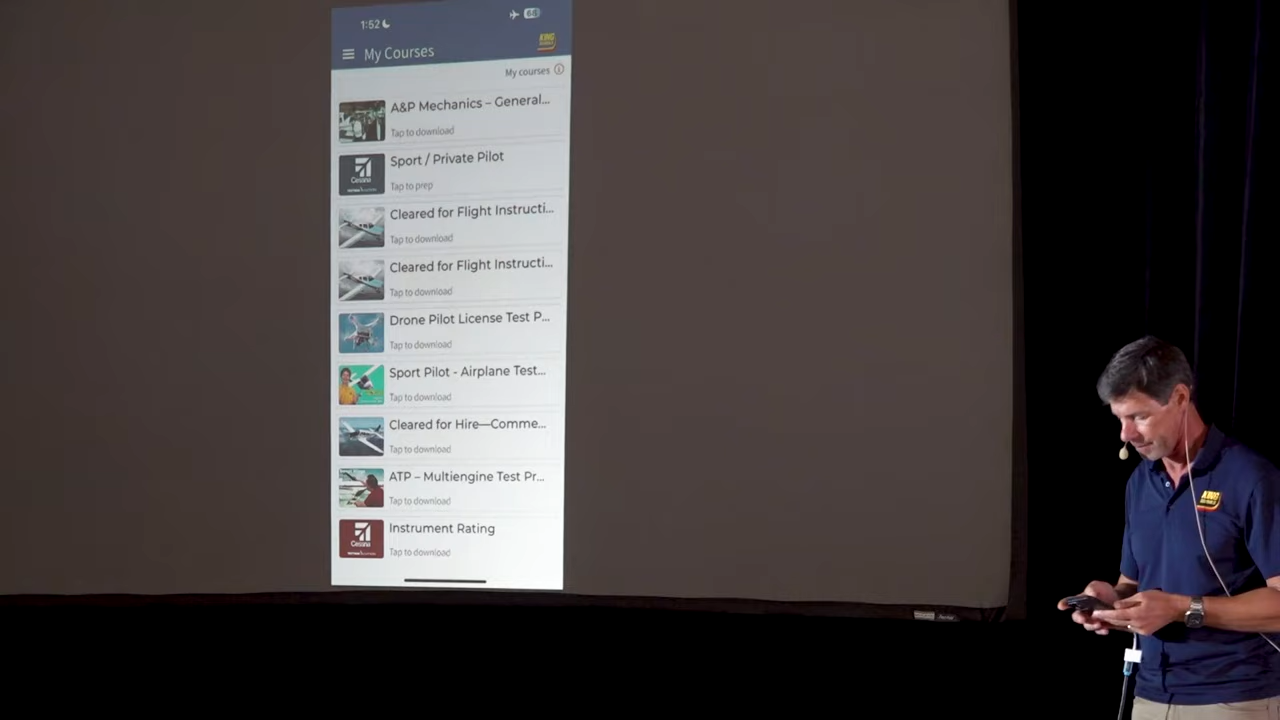 1:52
My Courses
KING
My courses
A&P Mechanics – General...
Tap to download
Sport / Private Pilot
Cessna
Tap to prep
Cleared for Flight Instructi...
Tap to download
Cleared for Flight Instructi...
Tap to download
Drone Pilot License Test P...
Tap to download
Sport Pilot - Airplane Test...
Tap to download
Cleared for Hire—Comme...
Tap to download
ATP – Multiengine Test Pr...
Tap to download
Instrument Rating
Cessna
Tap to download
KING